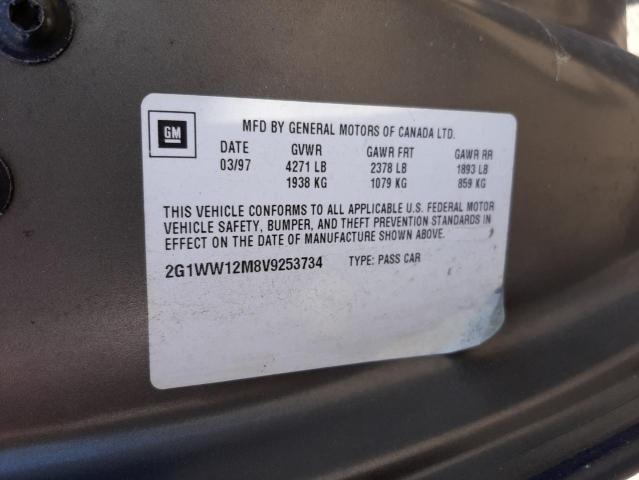 GM
MFD BY GENERAL MOTORS OF CANADA LTD.
DATE GVWR GAWR FRT GAWR RR
03/97 4271 LB 2378 LB 1893 LB
1938 KG 1079 KG 859 KG
THIS VEHICLE CONFORMS TO ALL APPLICABLE U.S. FEDERAL MOTOR
VEHICLE SAFETY, BUMPER, AND THEFT PREVENTION STANDARDS IN
EFFECT ON THE DATE OF MANUFACTURE SHOWN ABOVE.
2G1WW12M8V9253734 TYPE: PASS CAR